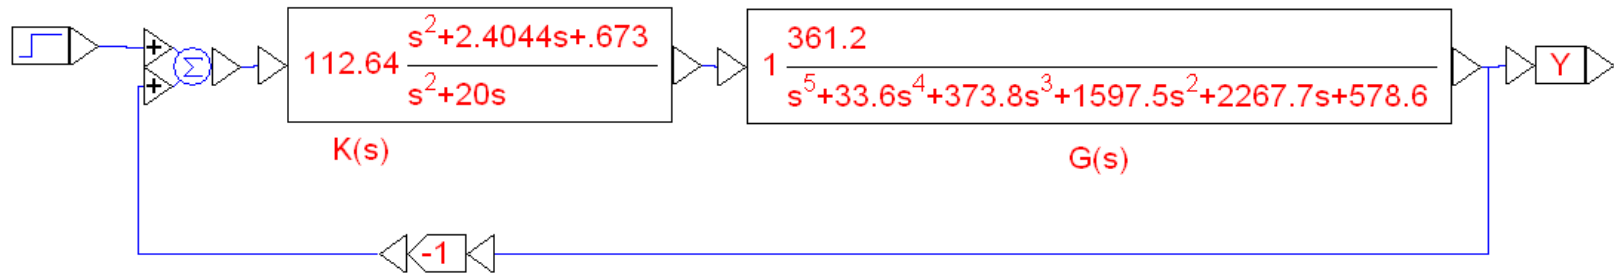 +
+
Σ
112.64 s²+2.4044s+.673
s²+20s
K(s)
1 361.2
s⁵+33.6s⁴+373.8s³+1597.5s²+2267.7s+578.6
G(s)
Y
-1